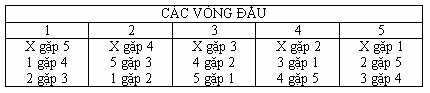 CÁC VÒNG ĐẤU
1 2 3 4 5
X gặp 5 X gặp 4 X gặp 3 X gặp 2 X gặp 1
1 gặp 4 5 gặp 3 4 gặp 2 3 gặp 1 2 gặp 5
2 gặp 3 1 gặp 2 5 gặp 1 4 gặp 5 3 gặp 4